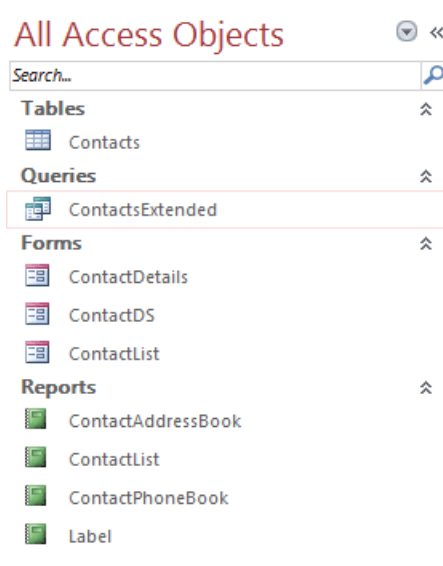 All Access Objects
Search...
Tables
Contacts
Queries
ContactsExtended
Forms
ContactDetails
ContactDS
ContactList
Reports
ContactAddressBook
ContactList
ContactPhoneBook
Label